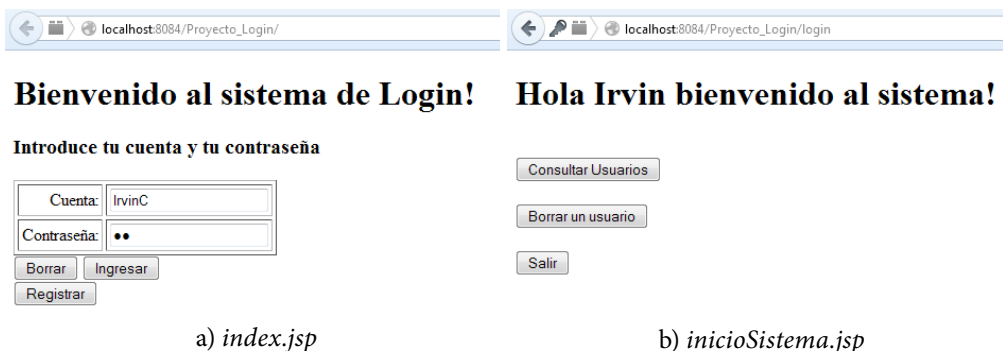 localhost:8084/Proyecto_Login/
Bienvenido al sistema de Login!
Introduce tu cuenta y tu contraseña
Cuenta: IrvinC
Contraseña: ●●
Borrar Ingresar
Registrar
a) index.jsp
localhost:8084/Proyecto_Login/login
Hola Irvin bienvenido al sistema!
Consultar Usuarios
Borrar un usuario
Salir
b) inicioSistema.jsp